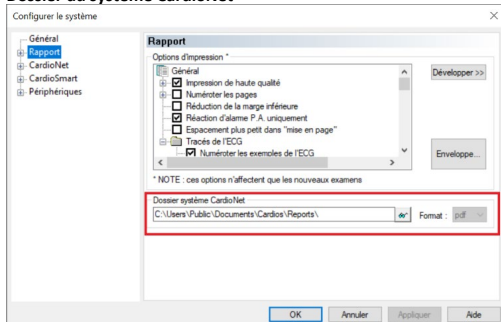 Dossier du système CardioNet
Configurer le système
Général
Rapport
CardioNet
CardioSmart
Périphériques
Rapport
Options d'impression *
Général
Impression de haute qualité
Numéroter les pages
Réduction de la marge inférieure
Réaction d'alarme P.A. uniquement
Espacement plus petit dans "mise en page"
Tracés de l'ECG
Numéroter les exemples de l'ECG
Développer >>
Enveloppe...
* NOTE : ces options n'affectent que les nouveaux examens
Dossier système CardioNet
C:\Users\Public\Documents\Cardios\Reports\
Format : pdf
OK Annuler Appliquer Aide